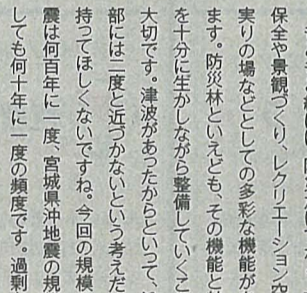 保全や景観づくり、レクリエーション空
実りの場などとしての多彩な機能が
ます。防災林といえども、その機能と
を十分に生かしながら整備していくこ
大切です。津波があったからといって、
部には二度と近づかないという考えだ
持ってほしくないですね。今回の規模
震は何百年に一度、宮城県沖地震の規
しても何十年に一度の頻度です。過剰